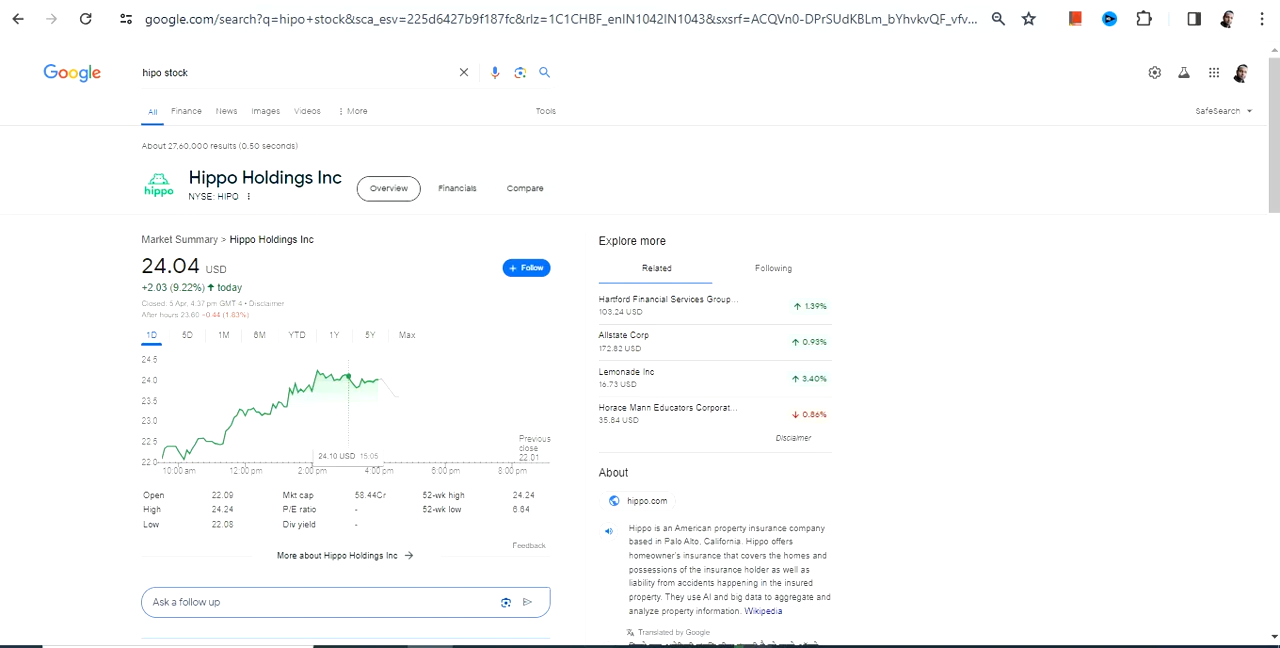 google.com/search?q=hipo+stock&sca_esv=225d6427b9f187fc&rlz=1C1CHBF_enIN1042IN1043&sxsrf=ACQVn0-DPrSUdKBLm_bYhvkvQF_vfv...
Google
hipo stock
All Finance News Images Videos More Tools
SafeSearch
About 27,60,000 results (0.50 seconds)
hippo
Hippo Holdings Inc
NYSE: HIPO
Overview Financials Compare
Market Summary > Hippo Holdings Inc
24.04 USD
+ Follow
+2.03 (9.22%) ↑ today
Closed: 5 Apr, 4:37 pm GMT-4 • Disclaimer
After hours 23.60 −0.44 (1.83%)
1D 5D 1M 6M YTD 1Y 5Y Max
24.5
24.0
23.5
23.0
22.5
22.0
Previous
close
22.01
24.10 USD 15:05
10:00 am 12:00 pm 2:00 pm 4:00 pm 6:00 pm 8:00 pm
Open 22.09 Mkt cap 58.44Cr 52-wk high 24.24
High 24.24 P/E ratio - 52-wk low 6.64
Low 22.08 Div yield -
Feedback
More about Hippo Holdings Inc →
Ask a follow up
Explore more
Related Following
Hartford Financial Services Group...
103.24 USD
↑ 1.39%
Allstate Corp
172.82 USD
↑ 0.93%
Lemonade Inc
16.73 USD
↑ 3.40%
Horace Mann Educators Corporat...
35.84 USD
↓ 0.86%
Disclaimer
About
hippo.com
Hippo is an American property insurance company
based in Palo Alto, California. Hippo offers
homeowner's insurance that covers the homes and
possessions of the insurance holder as well as
liability from accidents happening in the insured
property. They use AI and big data to aggregate and
analyze property information. Wikipedia
Translated by Google